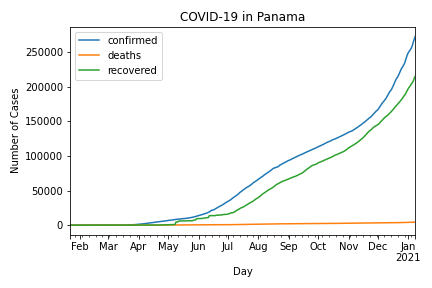 COVID-19 in Panama
confirmed
deaths
recovered
Number of Cases
250000
200000
150000
100000
50000
0
Feb Mar Apr May Jun Jul Aug Sep Oct Nov Dec Jan
2021
Day